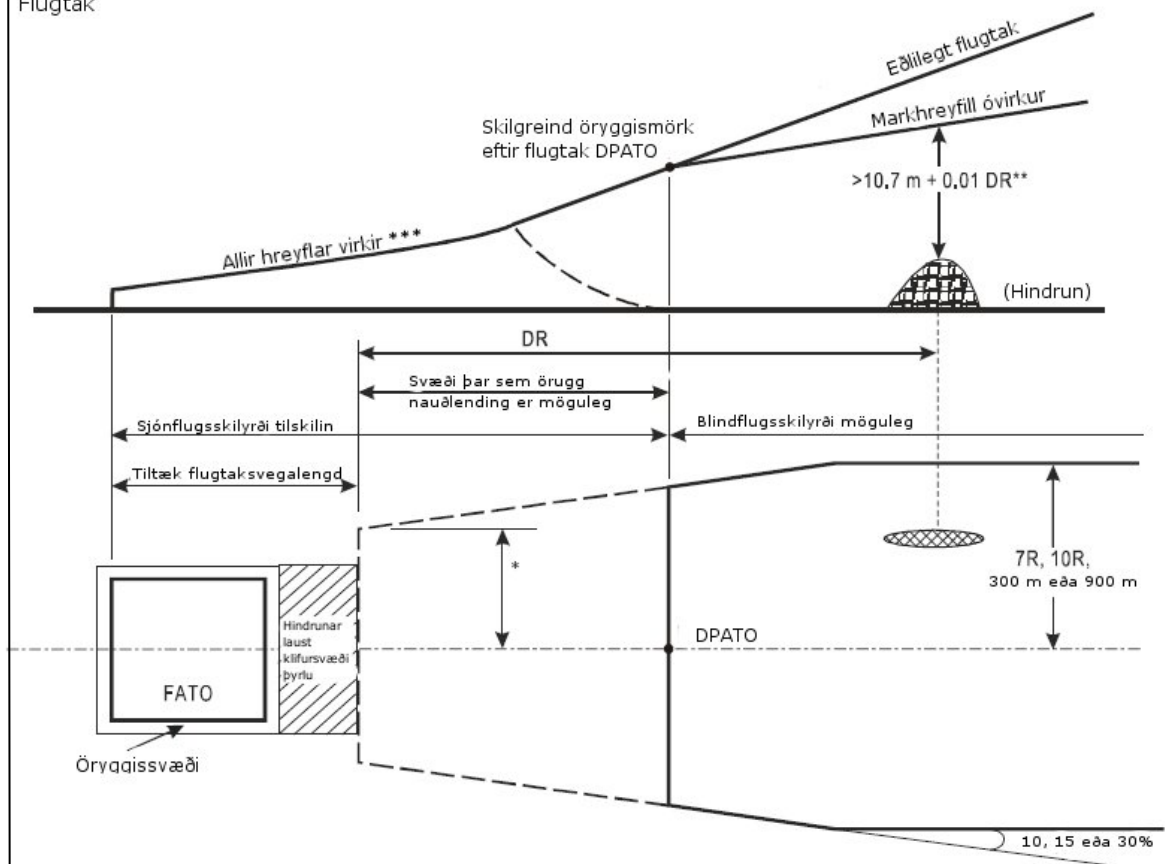 Flugtak
Eðlilegt flugtak
Markhreyfill óvirkur
Skilgreind öryggismörk
eftir flugtak DPATO
>10.7 m + 0.01 DR**
Allir hreyflar virkir ***
(Hindrun)
DR
Svæði þar sem örugg
nauðlending er möguleg
Sjónflugsskilyrði tilskilin
Blindflugsskilyrði möguleg
Tiltæk flugtaksvegalengd
*
7R, 10R,
300 m eða 900 m
Hindrunar
laust
klifursvæði
þyrlu
DPATO
FATO
Öryggissvæði
10, 15 eða 30%